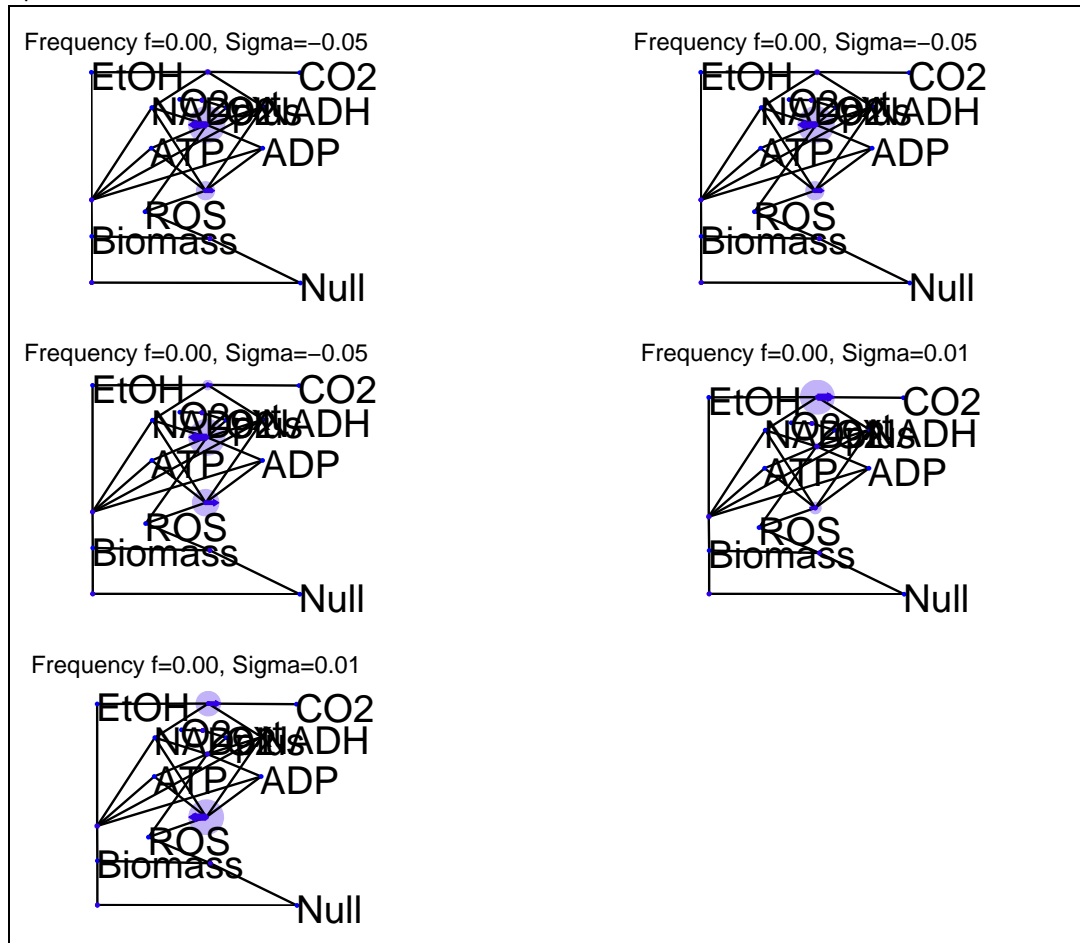 Frequency f=0.00, Sigma=−0.05
EtOH CO2
NADH
ATP ADP
ROS
Biomass
Null
Frequency f=0.00, Sigma=−0.05
EtOH CO2
NADH
ATP ADP
ROS
Biomass
Null
Frequency f=0.00, Sigma=−0.05
EtOH CO2
NADH
ATP ADP
ROS
Biomass
Null
Frequency f=0.00, Sigma=0.01
EtOH CO2
NADH
ATP ADP
ROS
Biomass
Null
Frequency f=0.00, Sigma=0.01
EtOH CO2
NADH
ATP ADP
ROS
Biomass
Null